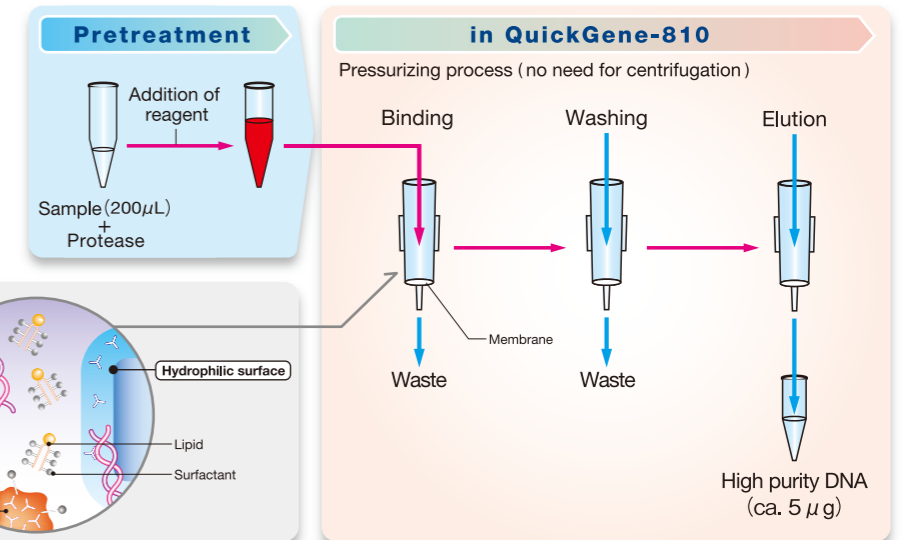 Pretreatment
Addition of
reagent
Sample(200μL)
+
Protease
in QuickGene-810
Pressurizing process (no need for centrifugation)
Binding
Washing
Elution
Membrane
Waste
Waste
High purity DNA
(ca. 5 μg)
Hydrophilic surface
Lipid
Surfactant